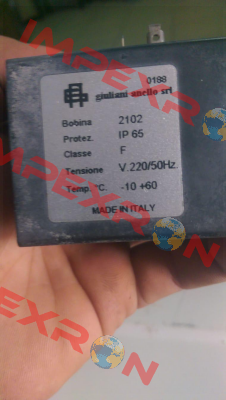 0188
giuliani anello srl
Bobina 2102
Protez. IP 65
Classe F
Tensione V.220/50Hz.
Temp. °C. -10 +60
MADE IN ITALY
IMPEXRON
IMPEXRON